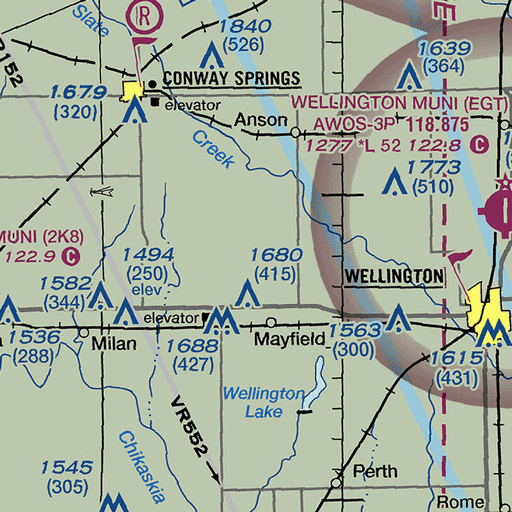 Slate
R
1840
(526)
1639
(364)
VR152
CONWAY SPRINGS
1679
(320)
elevator
WELLINGTON MUNI (EGT)
Anson
AWOS-3P 118.875
Creek
1277 *L 52 122.8 C
1773
(510)
MUNI (2K8)
122.9 C
1494
(250)
elev
1680
(415)
1582
(344)
WELLINGTON
elevator
1536
(288)
Milan
1688
(427)
Mayfield
1563
(300)
1615
(431)
Wellington
Lake
VR552
Chikaskia
1545
(305)
Perth
Rome